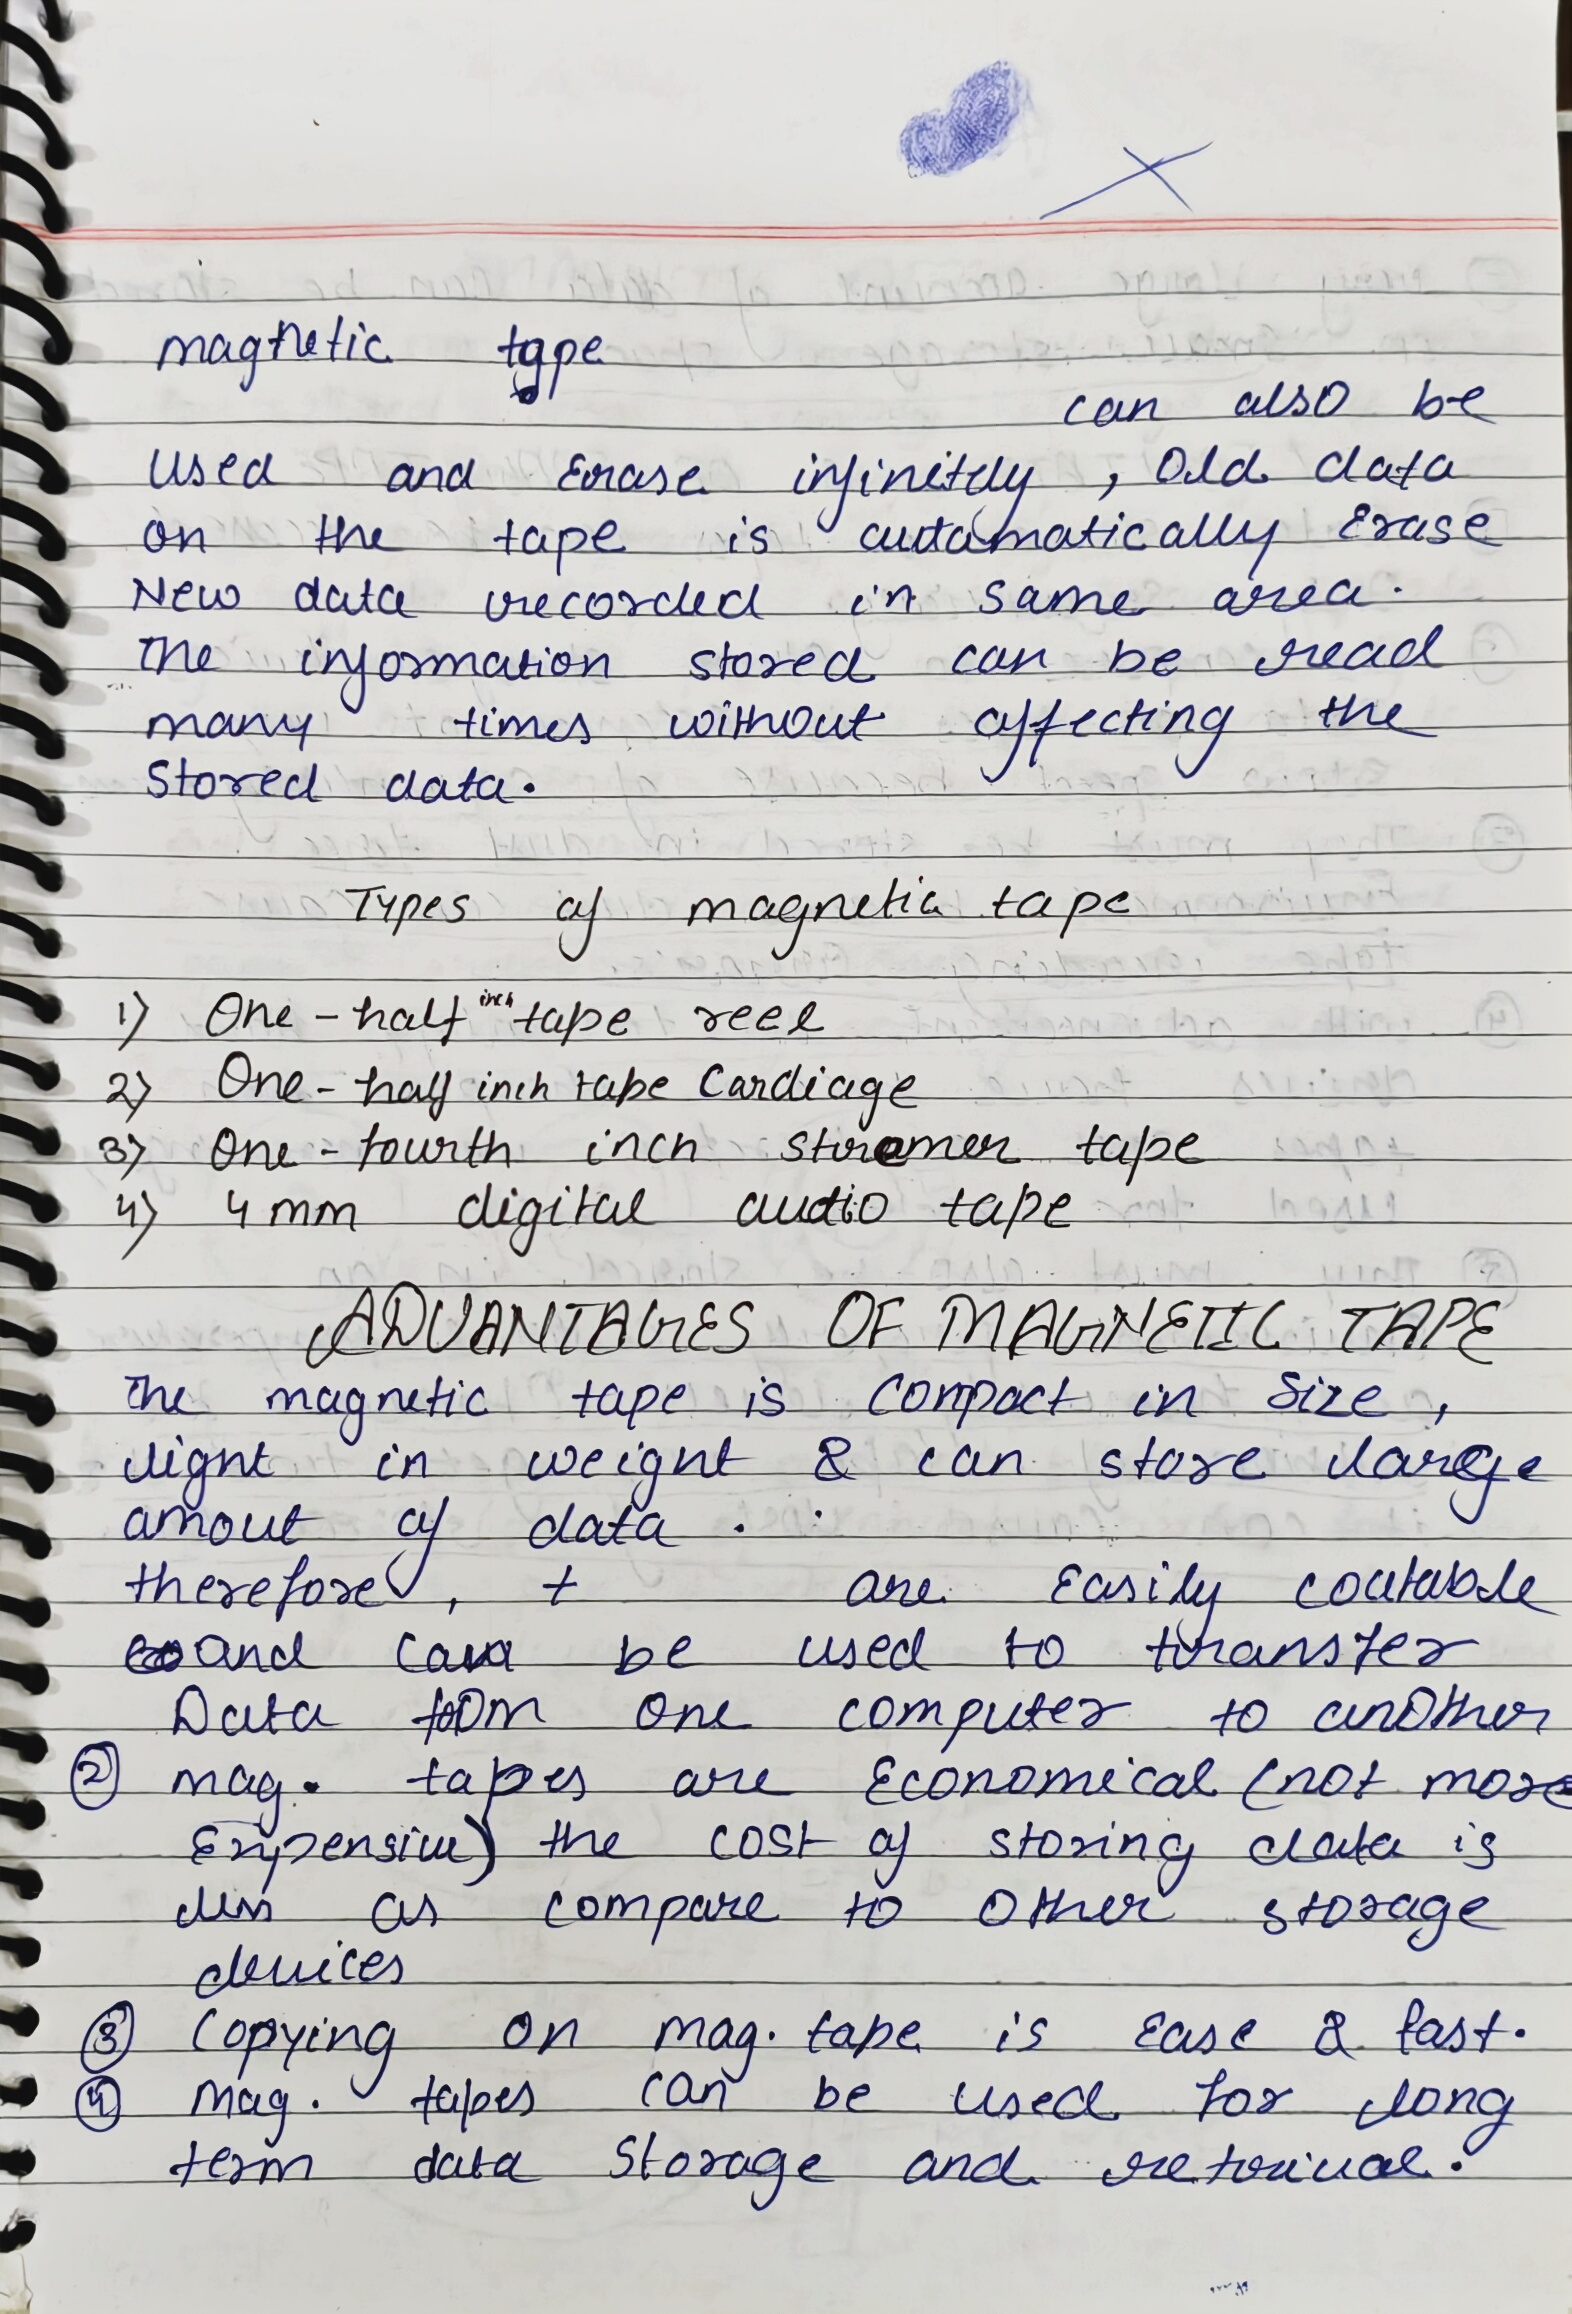 magnetic type
can also be
used and Erase infinitely , Old data
on the tape is autamatically Erase
New data recorded in same area.
The information stored can be read
many times without affecting the
stored data.
Types of magnetic tape
1) One - half inch tape reel
2) One - half inch tape Cardiage
3) One - fourth inch streamer tape
4) 4 mm digital audio tape
ADVANTAGES OF MAGNETIC TAPE
The magnetic tape is compact in size ,
light in weight & can store large
amout of data .
therefore , t are Easily coutable
and can be used to transfer
Data from one computer to another
② mag. tapes are Economical (not more
Expensive) the cost of storing data is
less as compare to other storage
devices
③ Copying on mag. tape is ease & fast.
④ mag. tapes can be used for long
term data storage and retorival.